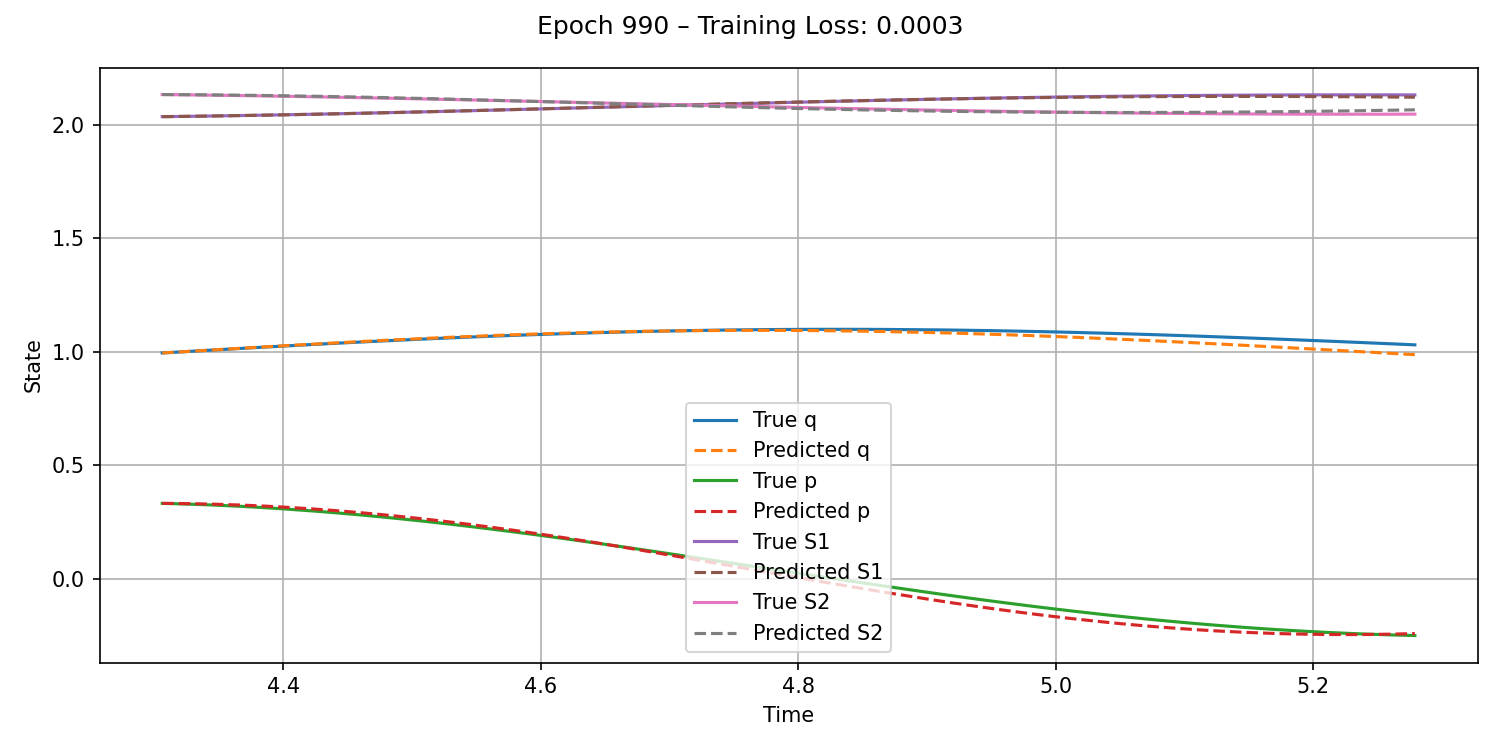 Epoch 990 – Training Loss: 0.0003
State
2.0
1.5
1.0
0.5
0.0
True q
Predicted q
True p
Predicted p
True S1
Predicted S1
True S2
Predicted S2
4.4 4.6 4.8 5.0 5.2
Time